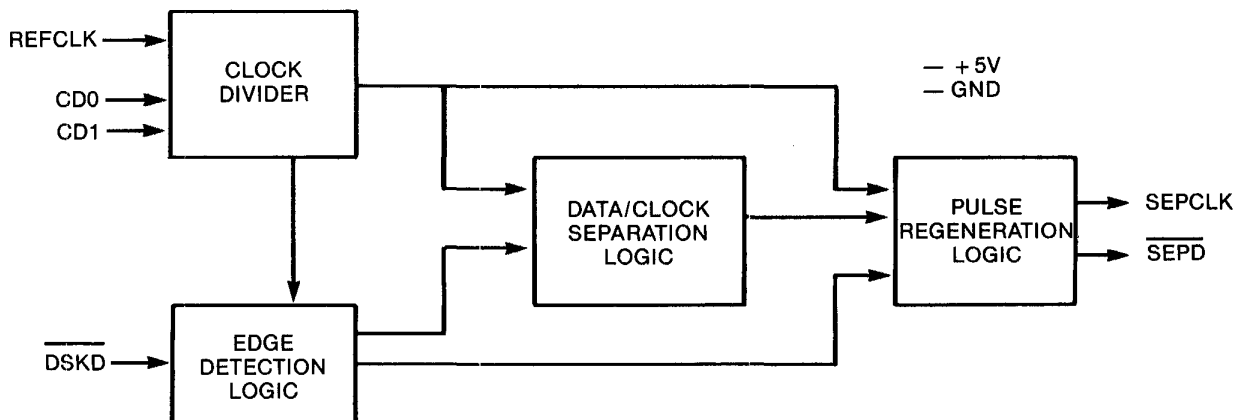 REFCLK
CD0
CD1
CLOCK
DIVIDER
— +5V
— GND
DATA/CLOCK
SEPARATION
LOGIC
PULSE
REGENERATION
LOGIC
SEPCLK
SEPD
DSKD
EDGE
DETECTION
LOGIC